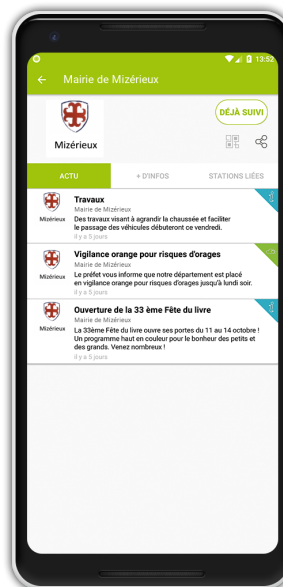 13:52
Mairie de Mizérieux
Mizérieux
DÉJÀ SUIVI
ACTU
+ D'INFOS
STATIONS LIÉES
Travaux
Mairie de Mizérieux
Mizérieux
Des travaux visant à agrandir la chaussée et faciliter
le passage des véhicules débuteront ce vendredi.
il y a 5 jours
Vigilance orange pour risques d'orages
Mairie de Mizérieux
Mizérieux
Le préfet vous informe que notre département est placé
en vigilance orange pour risques d'orages jusqu'à lundi soir.
il y a 5 jours
Ouverture de la 33 ème Fête du livre
Mairie de Mizérieux
Mizérieux
La 33ème Fête du livre ouvre ses portes du 11 au 14 octobre !
Un programme haut en couleur pour le bonheur des petits et
des grands. Venez nombreux !
il y a 5 jours